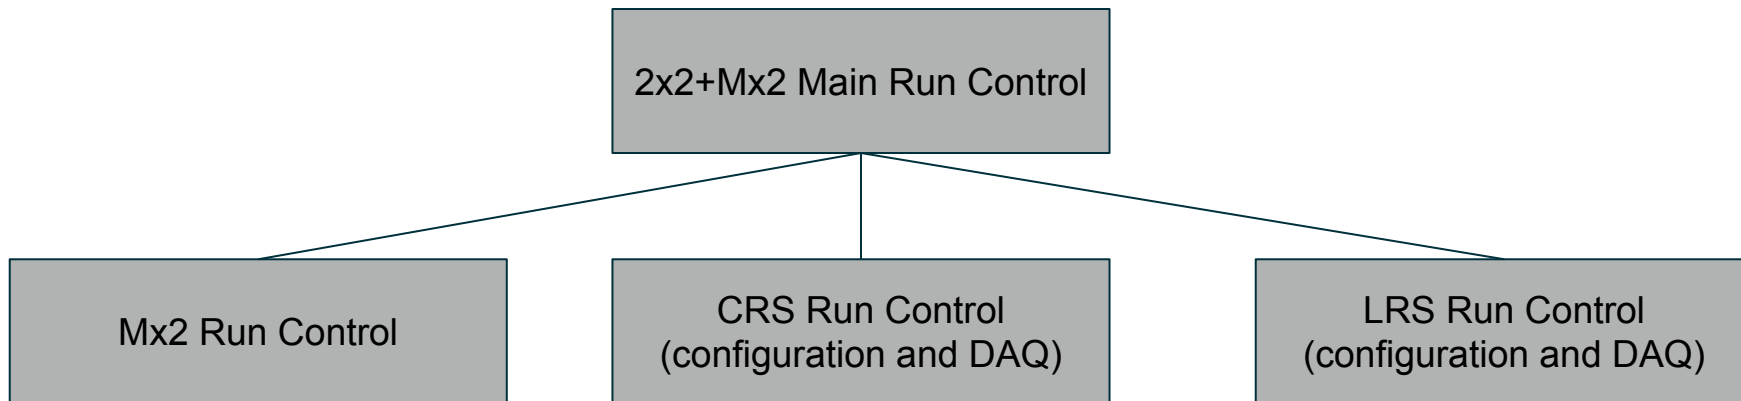 2x2+Mx2 Main Run Control
Mx2 Run Control
CRS Run Control
(configuration and DAQ)
LRS Run Control
(configuration and DAQ)